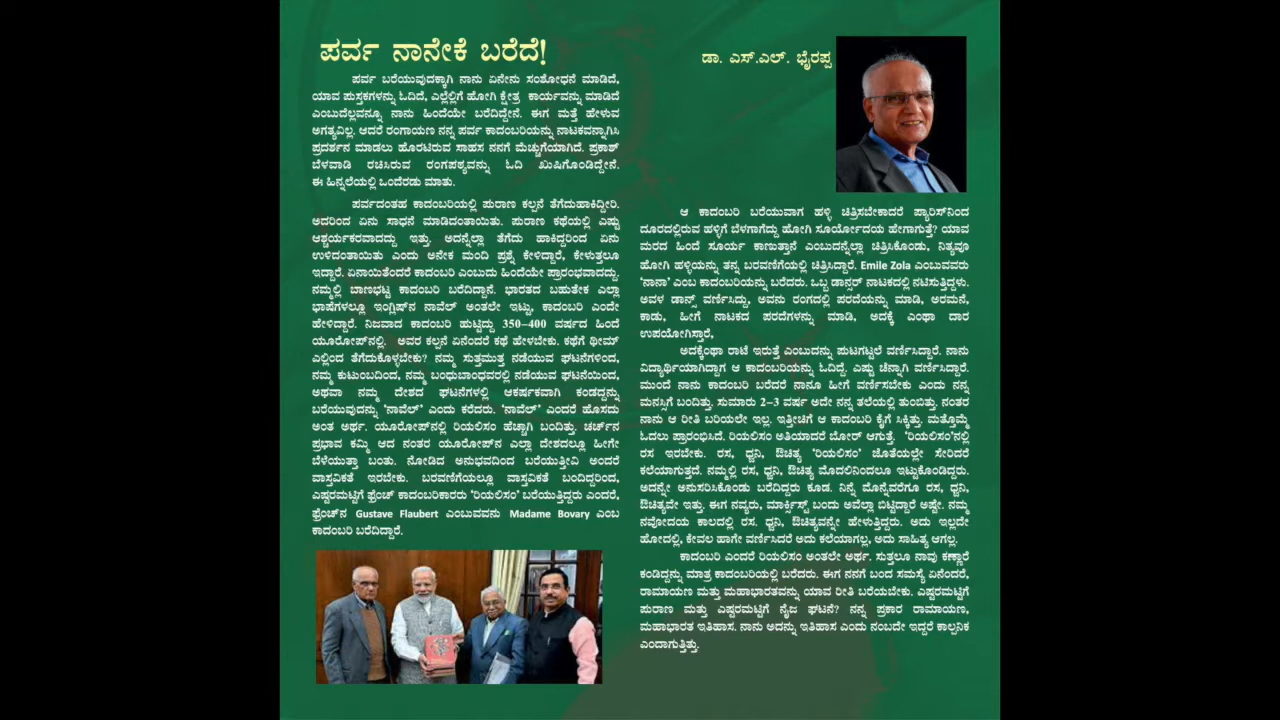 ಪರ್ವ ನಾನೇಕೆ ಬರೆದೆ!
ಡಾ. ಎಸ್.ಎಲ್. ಭೈರಪ್ಪ
ಪರ್ವ ಬರೆಯುವುದಕ್ಕಾಗಿ ನಾನು ಏನೇನು ಸಂಶೋಧನೆ ಮಾಡಿದೆ,
ಯಾವ ಪುಸ್ತಕಗಳನ್ನು ಓದಿದೆ, ಎಲ್ಲೆಲ್ಲಿಗೆ ಹೋಗಿ ಕ್ಷೇತ್ರ ಕಾರ್ಯವನ್ನು ಮಾಡಿದೆ
ಎಂಬುದೆಲ್ಲವನ್ನೂ ನಾನು ಹಿಂದೆಯೇ ಬರೆದಿದ್ದೇನೆ. ಈಗ ಮತ್ತೆ ಹೇಳುವ
ಅಗತ್ಯವಿಲ್ಲ. ಆದರೆ ರಂಗಾಯಣ ನನ್ನ ಪರ್ವ ಕಾದಂಬರಿಯನ್ನು ನಾಟಕವನ್ನಾಗಿಸಿ
ಪ್ರದರ್ಶನ ಮಾಡಲು ಹೊರಟಿರುವ ಸಾಹಸ ನನಗೆ ಮೆಚ್ಚುಗೆಯಾಗಿದೆ. ಪ್ರಕಾಶ್
ಬೆಳವಾಡಿ ರಚಿಸಿರುವ ರಂಗಪಠ್ಯವನ್ನು ಓದಿ ಖುಷಿಗೊಂಡಿದ್ದೇನೆ.
ಈ ಹಿನ್ನಲೆಯಲ್ಲಿ ಒಂದೆರಡು ಮಾತು.
ಪರ್ವದಂತಹ ಕಾದಂಬರಿಯಲ್ಲಿ ಪುರಾಣ ಕಲ್ಪನೆ ತೆಗೆದುಹಾಕಿದ್ದೀರಿ.
ಅದರಿಂದ ಏನು ಸಾಧನೆ ಮಾಡಿದಂತಾಯಿತು. ಪುರಾಣ ಕಥೆಯಲ್ಲಿ ಎಷ್ಟು
ಆಶ್ಚರ್ಯಕರವಾದದ್ದು ಇತ್ತು. ಅದನ್ನೆಲ್ಲಾ ತೆಗೆದು ಹಾಕಿದ್ದರಿಂದ ಏನು
ಉಳಿದಂತಾಯಿತು ಎಂದು ಅನೇಕ ಮಂದಿ ಪ್ರಶ್ನೆ ಕೇಳಿದ್ದಾರೆ, ಕೇಳುತ್ತಲೂ
ಇದ್ದಾರೆ. ಏನಾಯಿತೆಂದರೆ ಕಾದಂಬರಿ ಎಂಬುದು ಹಿಂದೆಯೇ ಪ್ರಾರಂಭವಾದದ್ದು.
ನಮ್ಮಲ್ಲಿ ಬಾಣಭಟ್ಟ ಕಾದಂಬರಿ ಬರೆದಿದ್ದಾನೆ. ಭಾರತದ ಬಹುತೇಕ ಎಲ್ಲಾ
ಭಾಷೆಗಳಲ್ಲೂ ಇಂಗ್ಲಿಷ್‌ನ ನಾವೆಲ್ ಅಂತಲೇ ಇಟ್ಟು, ಕಾದಂಬರಿ ಎಂದೇ
ಹೇಳಿದ್ದಾರೆ. ನಿಜವಾದ ಕಾದಂಬರಿ ಹುಟ್ಟಿದ್ದು 350–400 ವರ್ಷದ ಹಿಂದೆ
ಯೂರೋಪ್‌ನಲ್ಲಿ. ಅವರ ಕಲ್ಪನೆ ಏನೆಂದರೆ ಕಥೆ ಹೇಳಬೇಕು. ಕಥೆಗೆ ಥೀಮ್
ಎಲ್ಲಿಂದ ತೆಗೆದುಕೊಳ್ಳಬೇಕು? ನಮ್ಮ ಸುತ್ತಮುತ್ತ ನಡೆಯುವ ಘಟನೆಗಳಿಂದ,
ನಮ್ಮ ಕುಟುಂಬದಿಂದ, ನಮ್ಮ ಬಂಧುಬಾಂಧವರಲ್ಲಿ ನಡೆಯುವ ಘಟನೆಯಿಂದ,
ಅಥವಾ ನಮ್ಮ ದೇಶದ ಘಟನೆಗಳಲ್ಲಿ ಆಕರ್ಷಕವಾಗಿ ಕಂಡದ್ದನ್ನು
ಬರೆಯುವುದನ್ನು ‘ನಾವೆಲ್’ ಎಂದು ಕರೆದರು. ‘ನಾವೆಲ್’ ಎಂದರೆ ಹೊಸದು
ಅಂತ ಅರ್ಥ. ಯೂರೋಪ್‌ನಲ್ಲಿ ರಿಯಲಿಸಂ ಹೆಚ್ಚಾಗಿ ಬಂದಿತ್ತು. ಚರ್ಚ್‌ನ
ಪ್ರಭಾವ ಕಮ್ಮಿ ಆದ ನಂತರ ಯೂರೋಪ್‌ನ ಎಲ್ಲಾ ದೇಶದಲ್ಲೂ ಹೀಗೇ
ಬೆಳೆಯುತ್ತಾ ಬಂತು. ನೋಡಿದ ಅನುಭವದಿಂದ ಬರೆಯುತ್ತೀವಿ ಅಂದರೆ
ವಾಸ್ತವಿಕತೆ ಇರಬೇಕು. ಬರವಣಿಗೆಯಲ್ಲೂ ವಾಸ್ತವಿಕತೆ ಬಂದಿದ್ದರಿಂದ,
ಎಷ್ಟರಮಟ್ಟಿಗೆ ಫ್ರೆಂಚ್ ಕಾದಂಬರಿಕಾರರು ‘ರಿಯಲಿಸಂ’ ಬರೆಯುತ್ತಿದ್ದರು ಎಂದರೆ,
ಫ್ರೆಂಚ್‌ನ Gustave Flaubert ಎಂಬುವವನು Madame Bovary ಎಂಬ
ಕಾದಂಬರಿ ಬರೆದಿದ್ದಾರೆ.
ಆ ಕಾದಂಬರಿ ಬರೆಯುವಾಗ ಹಳ್ಳಿ ಚಿತ್ರಿಸಬೇಕಾದರೆ ಪ್ಯಾರಿಸ್‌ನಿಂದ
ದೂರದಲ್ಲಿರುವ ಹಳ್ಳಿಗೆ ಬೆಳಗಾಗೆದ್ದು ಹೋಗಿ ಸೂರ್ಯೋದಯ ಹೇಗಾಗುತ್ತೆ? ಯಾವ
ಮರದ ಹಿಂದೆ ಸೂರ್ಯ ಕಾಣುತ್ತಾನೆ ಎಂಬುದನ್ನೆಲ್ಲಾ ಚಿತ್ರಿಸಿಕೊಂಡು, ನಿತ್ಯವೂ
ಹೋಗಿ ಹಳ್ಳಿಯನ್ನು ತನ್ನ ಬರವಣಿಗೆಯಲ್ಲಿ ಚಿತ್ರಿಸಿದ್ದಾರೆ. Emile Zola ಎಂಬುವವರು
‘ನಾನಾ’ ಎಂಬ ಕಾದಂಬರಿಯನ್ನು ಬರೆದರು. ಒಬ್ಬ ಡಾನ್ಸರ್ ನಾಟಕದಲ್ಲಿ ನಟಿಸುತ್ತಿದ್ದಳು.
ಅವಳ ಡಾನ್ಸ್ ವರ್ಣಿಸಿದ್ದು, ಅವನು ರಂಗದಲ್ಲಿ ಪರದೆಯನ್ನು ಮಾಡಿ, ಅರಮನೆ,
ಕಾಡು, ಹೀಗೆ ನಾಟಕದ ಪರದೆಗಳನ್ನು ಮಾಡಿ, ಅದಕ್ಕೆ ಎಂಥಾ ದಾರ
ಉಪಯೋಗಿಸ್ತಾರೆ,
ಅದಕ್ಕೆಂಥಾ ರಾಟೆ ಇರುತ್ತೆ ಎಂಬುದನ್ನು ಪುಟಗಟ್ಟಲೆ ವರ್ಣಿಸಿದ್ದಾರೆ. ನಾನು
ವಿದ್ಯಾರ್ಥಿಯಾಗಿದ್ದಾಗ ಆ ಕಾದಂಬರಿಯನ್ನು ಓದಿದ್ದೆ. ಎಷ್ಟು ಚೆನ್ನಾಗಿ ವರ್ಣಿಸಿದ್ದಾರೆ.
ಮುಂದೆ ನಾನು ಕಾದಂಬರಿ ಬರೆದರೆ ನಾನೂ ಹೀಗೆ ವರ್ಣಿಸಬೇಕು ಎಂದು ನನ್ನ
ಮನಸ್ಸಿಗೆ ಬಂದಿತ್ತು. ಸುಮಾರು 2–3 ವರ್ಷ ಅದೇ ನನ್ನ ತಲೆಯಲ್ಲಿ ತುಂಬಿತ್ತು. ನಂತರ
ನಾನು ಆ ರೀತಿ ಬರಿಯಲೇ ಇಲ್ಲ. ಇತ್ತೀಚಿಗೆ ಆ ಕಾದಂಬರಿ ಕೈಗೆ ಸಿಕ್ಕಿತ್ತು. ಮತ್ತೊಮ್ಮೆ
ಓದಲು ಪ್ರಾರಂಭಿಸಿದೆ. ರಿಯಲಿಸಂ ಅತಿಯಾದರೆ ಬೋರ್ ಆಗುತ್ತೆ. ‘ರಿಯಲಿಸಂ’ನಲ್ಲಿ
ರಸ ಇರಬೇಕು. ರಸ, ಧ್ವನಿ, ಔಚಿತ್ಯ ‘ರಿಯಲಿಸಂ’ ಜೊತೆಯಲ್ಲೇ ಸೇರಿದರೆ
ಕಲೆಯಾಗುತ್ತದೆ. ನಮ್ಮಲ್ಲಿ ರಸ, ಧ್ವನಿ, ಔಚಿತ್ಯ ಮೊದಲಿನಿಂದಲೂ ಇಟ್ಟುಕೊಂಡಿದ್ದರು.
ಅದನ್ನೇ ಅನುಸರಿಸಿಕೊಂಡು ಬರೆದಿದ್ದರು ಕೂಡ. ನಿನ್ನೆ ಮೊನ್ನೆವರೆಗೂ ರಸ, ಧ್ವನಿ,
ಔಚಿತ್ಯವೇ ಇತ್ತು. ಈಗ ನವ್ಯರು, ಮಾರ್ಕ್ಸಿಸ್ಟ್ ಬಂದು ಅವೆಲ್ಲಾ ಬಿಟ್ಟಿದ್ದಾರೆ ಅಷ್ಟೇ. ನಮ್ಮ
ನವೋದಯ ಕಾಲದಲ್ಲಿ ರಸ. ಧ್ವನಿ, ಔಚಿತ್ಯವನ್ನೇ ಹೇಳುತ್ತಿದ್ದರು. ಅದು ಇಲ್ಲದೇ
ಹೋದಲ್ಲಿ, ಕೇವಲ ಹಾಗೇ ವರ್ಣಿಸಿದರೆ ಅದು ಕಲೆಯಾಗಲ್ಲ, ಅದು ಸಾಹಿತ್ಯ ಆಗಲ್ಲ.
ಕಾದಂಬರಿ ಎಂದರೆ ರಿಯಲಿಸಂ ಅಂತಲೇ ಅರ್ಥ. ಸುತ್ತಲೂ ನಾವು ಕಣ್ಣಾರೆ
ಕಂಡಿದ್ದನ್ನು ಮಾತ್ರ ಕಾದಂಬರಿಯಲ್ಲಿ ಬರೆದರು. ಈಗ ನನಗೆ ಬಂದ ಸಮಸ್ಯೆ ಏನೆಂದರೆ,
ರಾಮಾಯಣ ಮತ್ತು ಮಹಾಭಾರತವನ್ನು ಯಾವ ರೀತಿ ಬರೆಯಬೇಕು. ಎಷ್ಟರಮಟ್ಟಿಗೆ
ಪುರಾಣ ಮತ್ತು ಎಷ್ಟರಮಟ್ಟಿಗೆ ನೈಜ ಘಟನೆ? ನನ್ನ ಪ್ರಕಾರ ರಾಮಾಯಣ,
ಮಹಾಭಾರತ ಇತಿಹಾಸ. ನಾನು ಅದನ್ನು ಇತಿಹಾಸ ಎಂದು ನಂಬದೇ ಇದ್ದರೆ ಕಾಲ್ಪನಿಕ
ಎಂದಾಗುತ್ತಿತ್ತು.